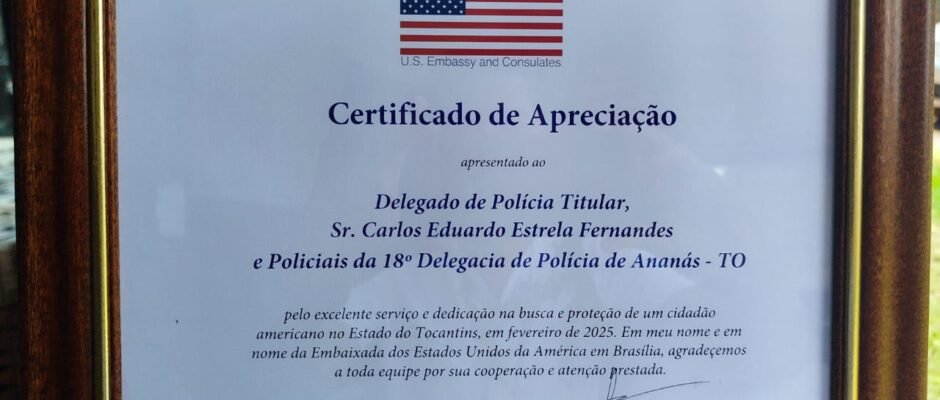 U.S. Embassy and Consulates
Certificado de Apreciação
apresentado ao
Delegado de Polícia Titular,
Sr. Carlos Eduardo Estrela Fernandes
e Policiais da 18º Delegacia de Polícia de Ananás - TO
pelo excelente serviço e dedicação na busca e proteção de um cidadão
americano no Estado do Tocantins, em fevereiro de 2025. Em meu nome e em
nome da Embaixada dos Estados Unidos da América em Brasília, agradeçemos
a toda equipe por sua cooperação e atenção prestada.